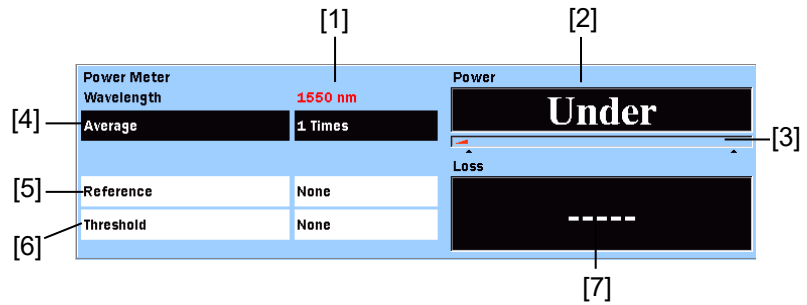 [1]
[2]
Power Meter
Wavelength 1550 nm
Power
Under
[4]
Average 1 Times
[3]
Loss
[5]
Reference None
[6]
Threshold None
-----
[7]